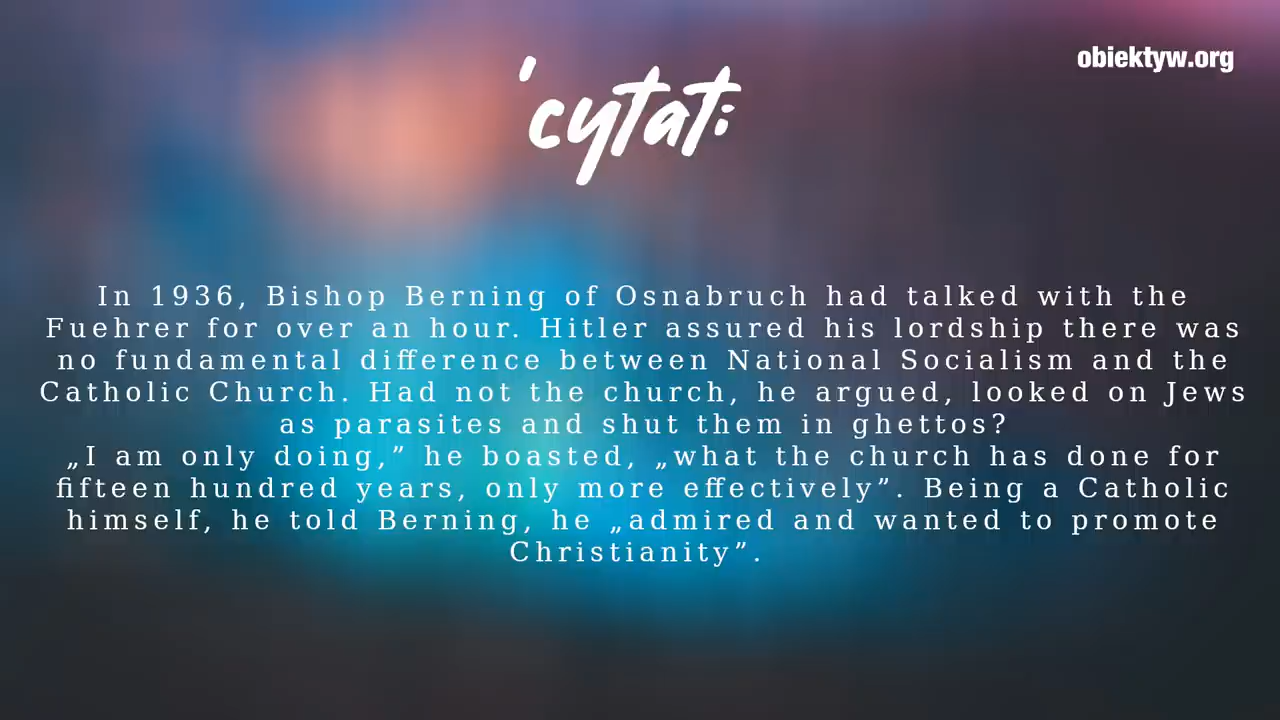 obiektyw.org
'cytat:
In 1936, Bishop Berning of Osnabruch had talked with the
Fuehrer for over an hour. Hitler assured his lordship there was
no fundamental difference between National Socialism and the
Catholic Church. Had not the church, he argued, looked on Jews
as parasites and shut them in ghettos?
„I am only doing,” he boasted, „what the church has done for
fifteen hundred years, only more effectively”. Being a Catholic
himself, he told Berning, he „admired and wanted to promote
Christianity”.